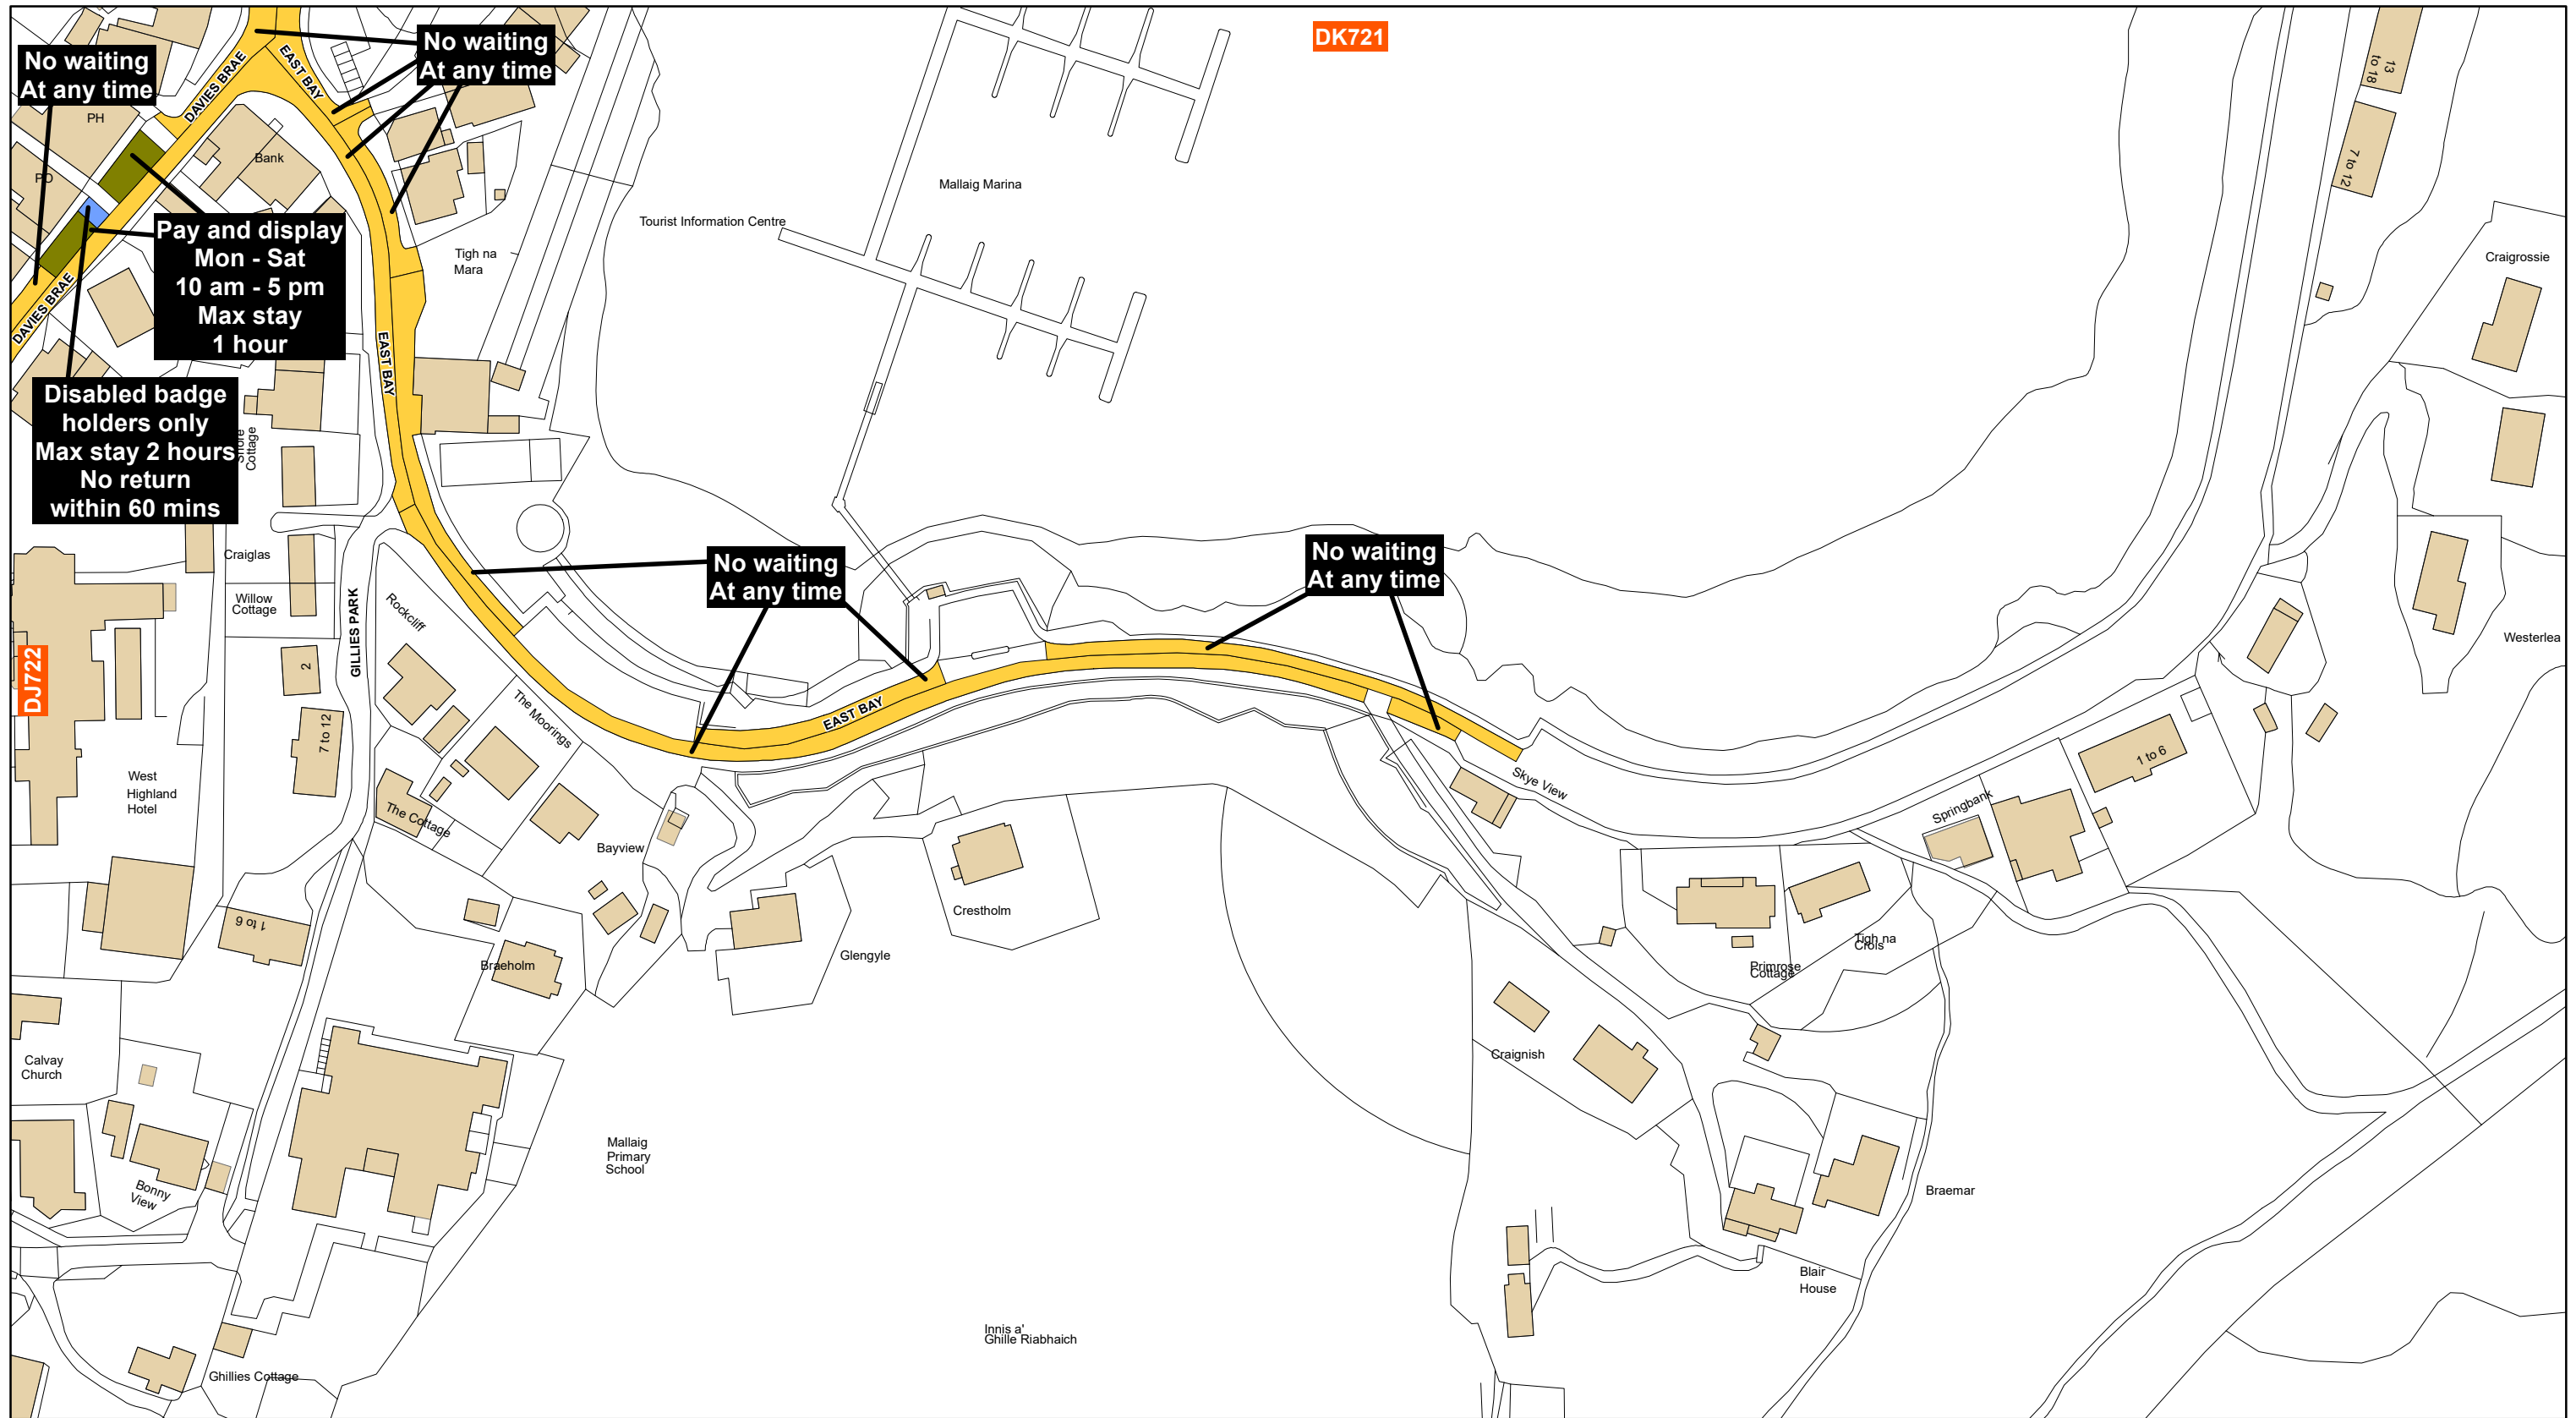 DK721
No waiting
At any time
No waiting
At any time
DAVIES BRAE
EAST BAY
PH
PO
Bank
Pay and display
Mon - Sat
10 am - 5 pm
Max stay
1 hour
DAVIES BRAE
Disabled badge
holders only
Max stay 2 hours
No return
within 60 mins
Shore
Cottage
Tigh na
Mara
EAST BAY
Tourist Information Centre
Mallaig Marina
13
to 18
7 to 12
Craigrossie
Westerlea
Craiglas
Willow
Cottage
GILLIES PARK
Rockcliff
No waiting
At any time
No waiting
At any time
DJ722
2
7 to 12
The Moorings
EAST BAY
West
Highland
Hotel
The Cottage
Bayview
Skye View
Springbank
1 to 6
1 to 6
Braeholm
Glengyle
Crestholm
Tigh na
Crois
Primrose
Cottage
Craignish
Calvay
Church
Bonny
View
Mallaig
Primary
School
Braemar
Blair
House
Innis a'
Ghille Riabhaich
Ghillies Cottage